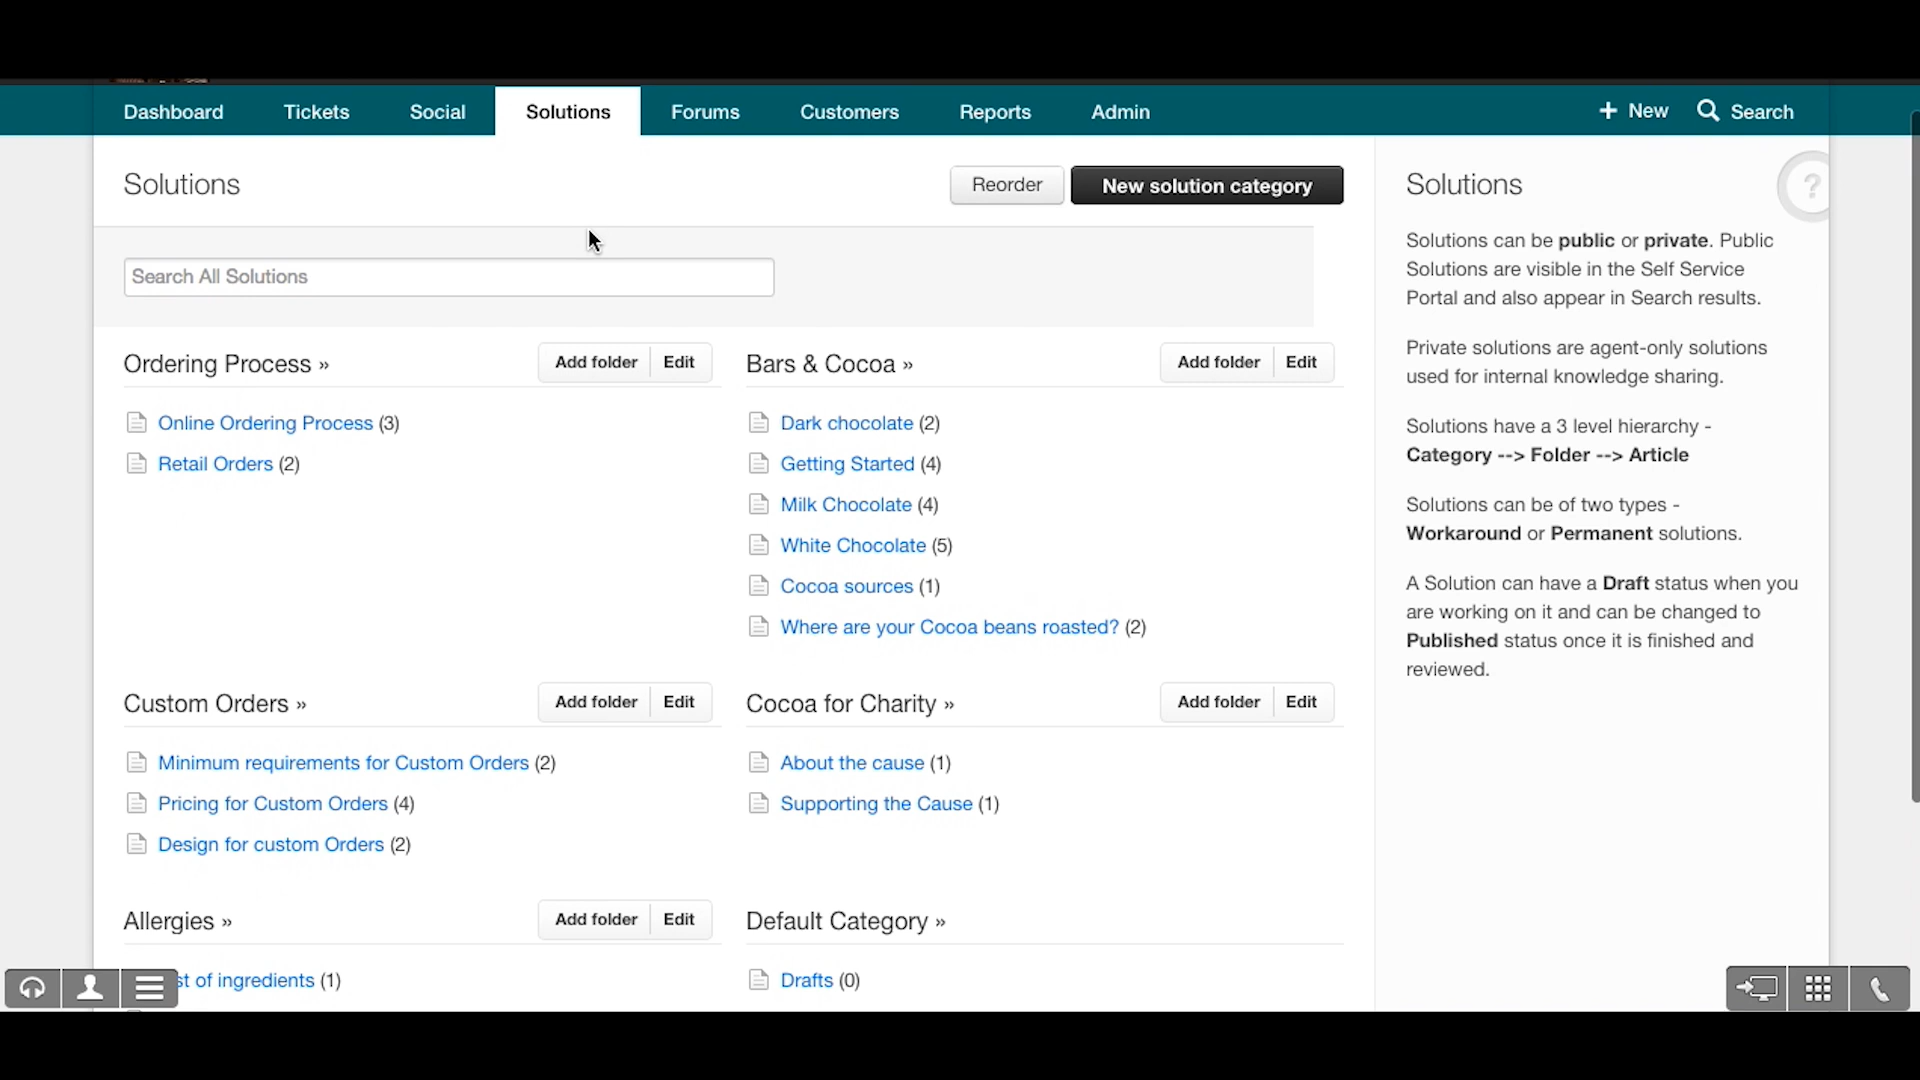 Dashboard Tickets Social Solutions Forums Customers Reports Admin + New Search
Solutions
Reorder New solution category
Search All Solutions
Ordering Process » Add folder Edit
Online Ordering Process (3)
Retail Orders (2)
Bars & Cocoa » Add folder Edit
Dark chocolate (2)
Getting Started (4)
Milk Chocolate (4)
White Chocolate (5)
Cocoa sources (1)
Where are your Cocoa beans roasted? (2)
Custom Orders » Add folder Edit
Minimum requirements for Custom Orders (2)
Pricing for Custom Orders (4)
Design for custom Orders (2)
Cocoa for Charity » Add folder Edit
About the cause (1)
Supporting the Cause (1)
Allergies » Add folder Edit
of ingredients (1)
Default Category »
Drafts (0)
Solutions
?
Solutions can be public or private. Public
Solutions are visible in the Self Service
Portal and also appear in Search results.
Private solutions are agent-only solutions
used for internal knowledge sharing.
Solutions have a 3 level hierarchy -
Category --> Folder --> Article
Solutions can be of two types -
Workaround or Permanent solutions.
A Solution can have a Draft status when you
are working on it and can be changed to
Published status once it is finished and
reviewed.